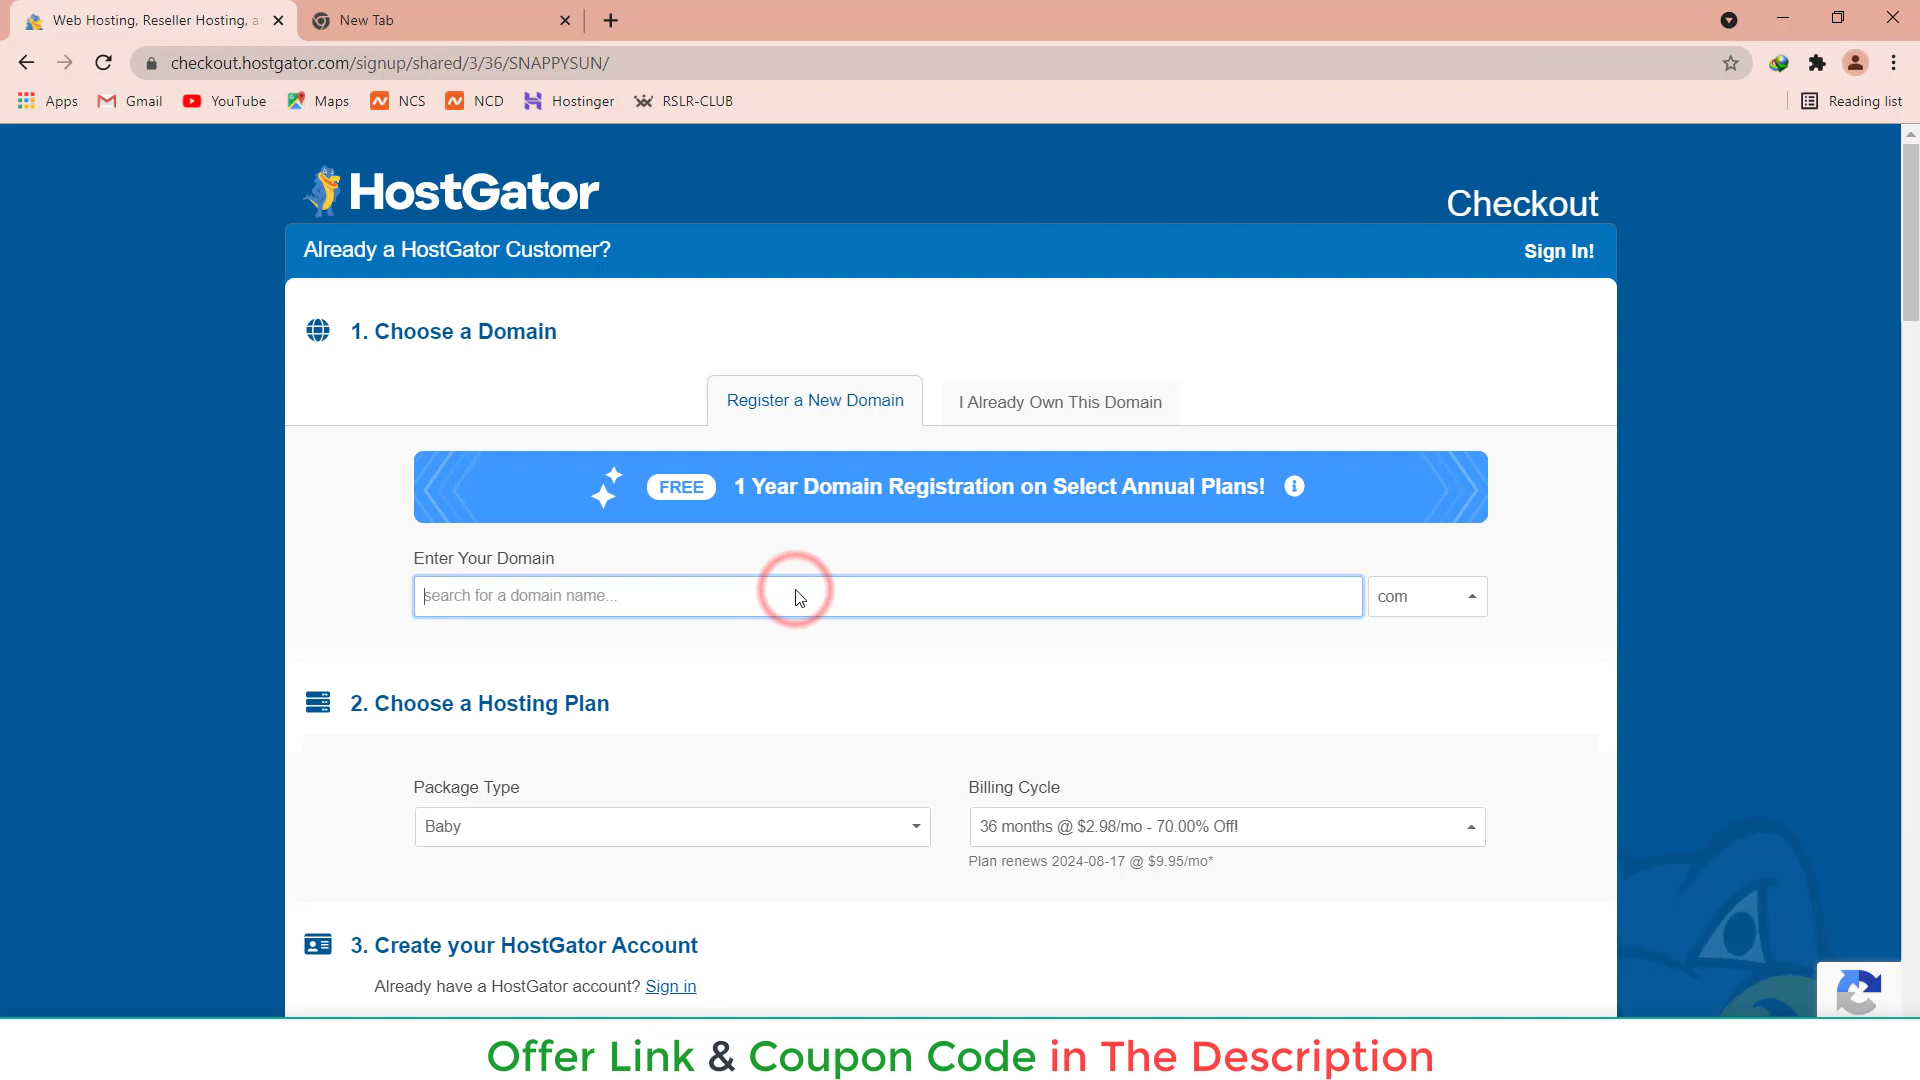 Web Hosting, Reseller Hosting, a
New Tab
checkout.hostgator.com/signup/shared/3/36/SNAPPYSUN/
Apps
Gmail
YouTube
Maps
NCS
NCD
Hostinger
RSLR-CLUB
Reading list
HostGator
Checkout
Already a HostGator Customer?
Sign In!
1. Choose a Domain
Register a New Domain
I Already Own This Domain
FREE 1 Year Domain Registration on Select Annual Plans!
Enter Your Domain
search for a domain name...
com
2. Choose a Hosting Plan
Package Type
Billing Cycle
Baby
36 months @ $2.98/mo - 70.00% Off!
Plan renews 2024-08-17 @ $9.95/mo*
3. Create your HostGator Account
Already have a HostGator account? Sign in
Offer Link & Coupon Code in The Description